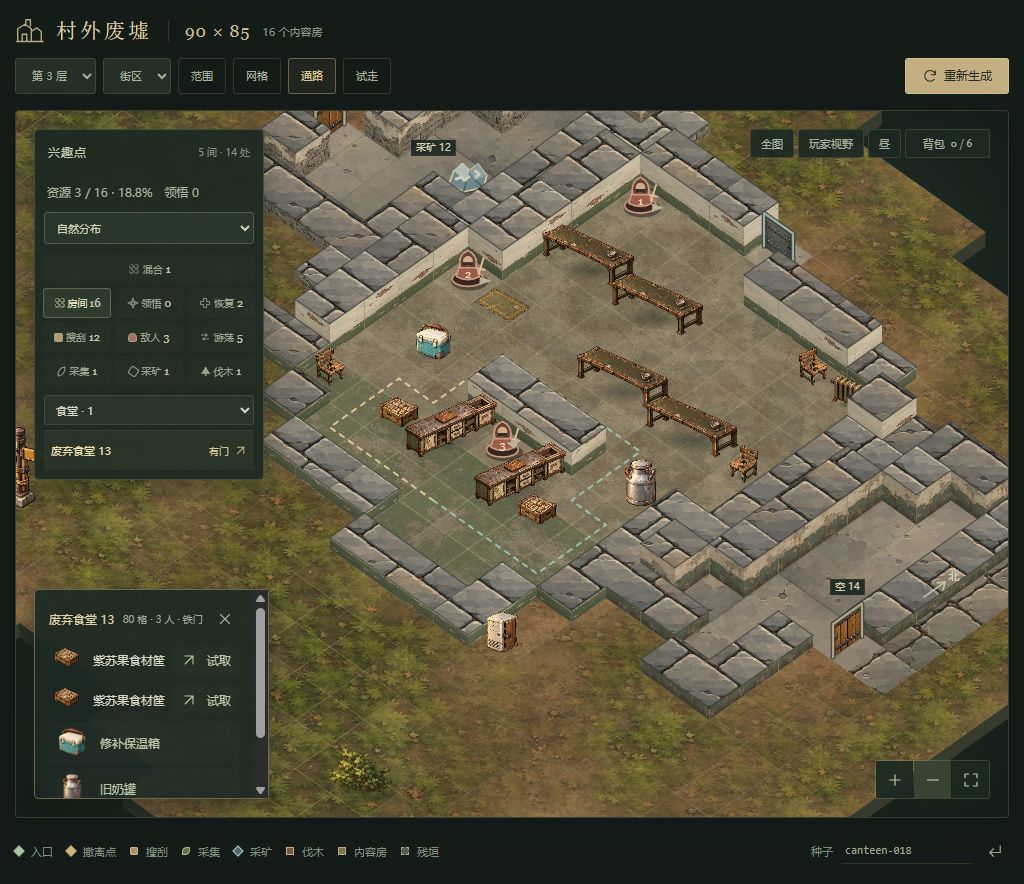 村外废墟 90 × 85 16 个内容房
第 3 层 街区 范围 网格 通路 试走 重新生成
兴趣点 5 间 · 14 处
资源 3 / 16 · 18.8% 领悟 0
自然分布
混合 1
房间 16 领悟 0 恢复 2
搜刮 12 敌人 3 游荡 5
采集 1 采矿 1 伐木 1
食堂 · 1
废弃食堂 13 有门
全图 玩家视野 昼 背包 0 / 6
采矿 12
1
2
3
空 14
北
废弃食堂 13 80 格 · 3 人 · 铁门
紫苏果食材筐 试取
紫苏果食材筐 试取
修补保温箱
旧奶罐
入口 撤离点 搜刮 采集 采矿 伐木 内容房 残垣
种子 canteen-018